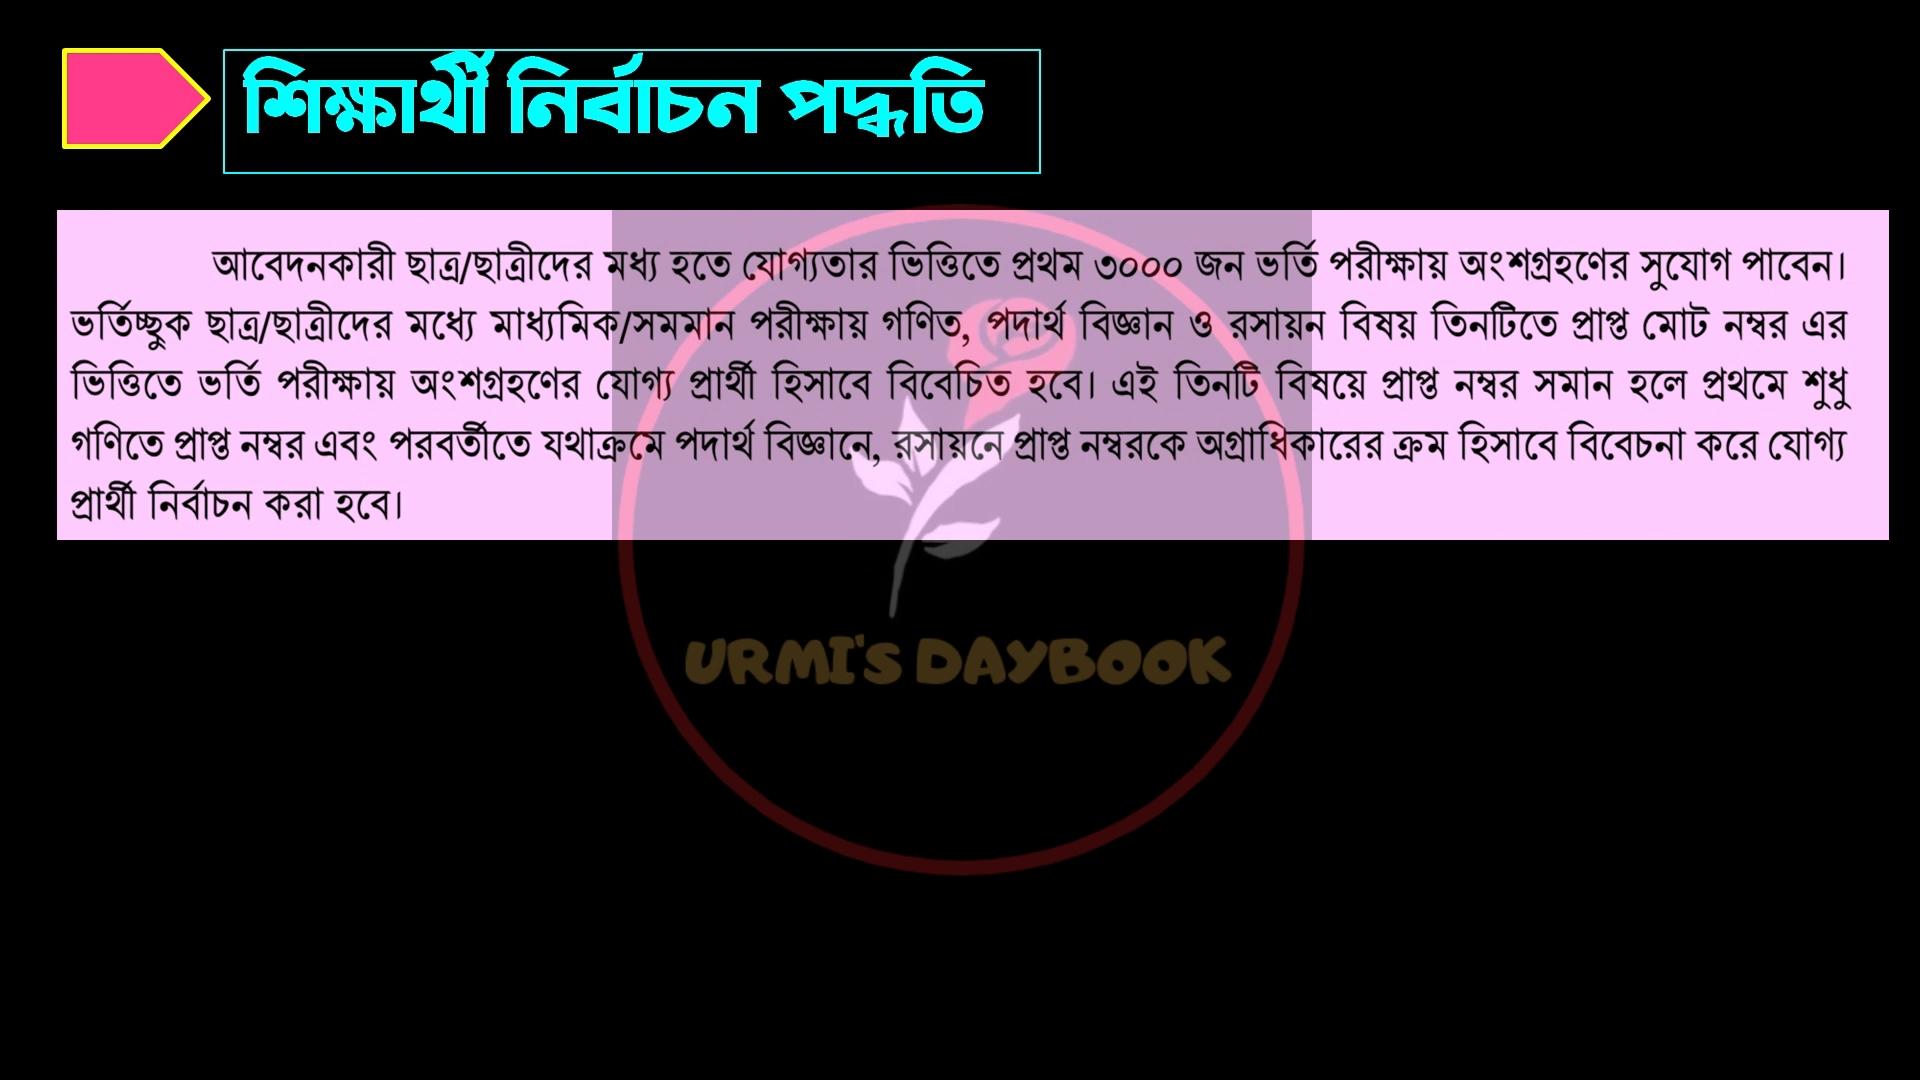 শিক্ষার্থী নির্বাচন পদ্ধতি
আবেদনকারী ছাত্র/ছাত্রীদের মধ্য হতে যোগ্যতার ভিত্তিতে প্রথম ৩০০০ জন ভর্তি পরীক্ষায় অংশগ্রহণের সুযোগ পাবেন।
ভর্তিচ্ছুক ছাত্র/ছাত্রীদের মধ্যে মাধ্যমিক/সমমান পরীক্ষায় গণিত, পদার্থ বিজ্ঞান ও রসায়ন বিষয় তিনটিতে প্রাপ্ত মোট নম্বর এর
ভিত্তিতে ভর্তি পরীক্ষায় অংশগ্রহণের যোগ্য প্রার্থী হিসাবে বিবেচিত হবে। এই তিনটি বিষয়ে প্রাপ্ত নম্বর সমান হলে প্রথমে শুধু
গণিতে প্রাপ্ত নম্বর এবং পরবর্তীতে যথাক্রমে পদার্থ বিজ্ঞানে, রসায়নে প্রাপ্ত নম্বরকে অগ্রাধিকারের ক্রম হিসাবে বিবেচনা করে যোগ্য
প্রার্থী নির্বাচন করা হবে।
URMI'S DAYBOOK